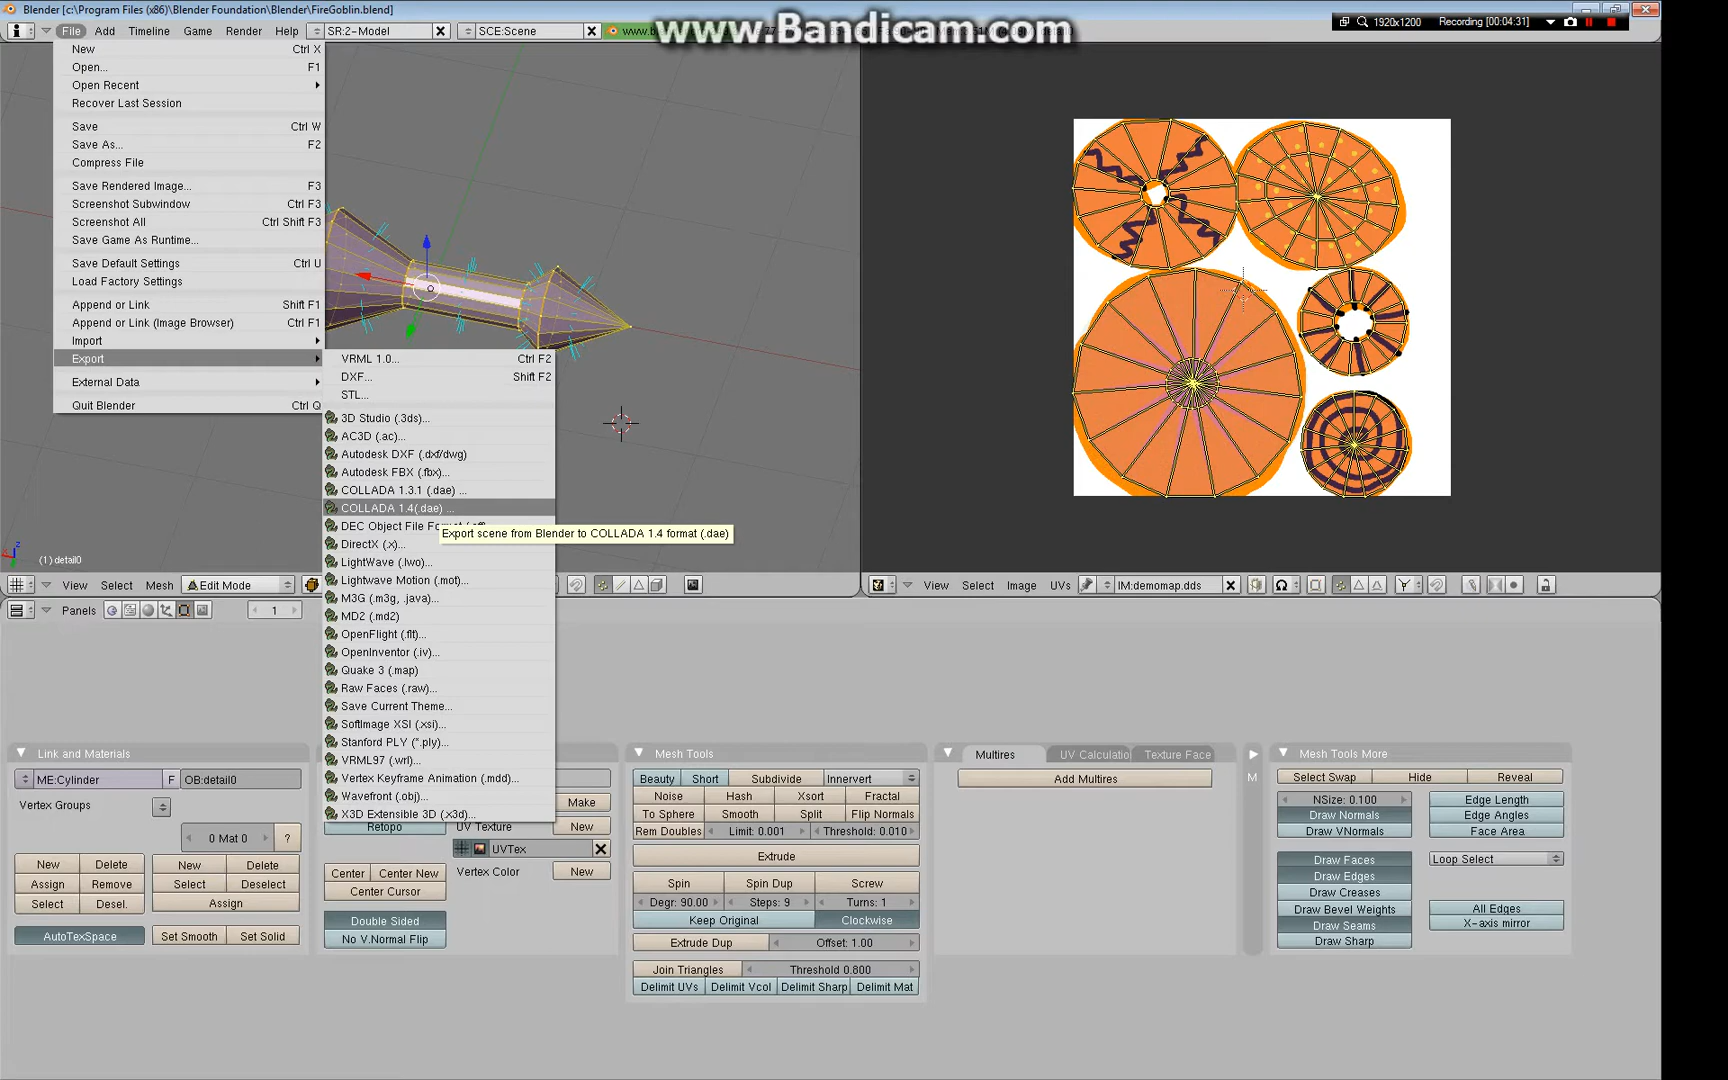 Blender [c:\Program Files (x86)\Blender Foundation\Blender\FireGoblin.blend]
www.Bandicam.com
1920x1200 Recording [00:04:31]
File Add Timeline Game Render Help SR:2-Model SCE:Scene
New Ctrl X
Open... F1
Open Recent
Recover Last Session
Save Ctrl W
Save As... F2
Compress File
Save Rendered Image... F3
Screenshot Subwindow Ctrl F3
Screenshot All Ctrl Shift F3
Save Game As Runtime...
Save Default Settings Ctrl U
Load Factory Settings
Append or Link Shift F1
Append or Link (Image Browser) Ctrl F1
Import
Export
External Data
Quit Blender Ctrl Q
VRML 1.0... Ctrl F2
DXF... Shift F2
STL...
3D Studio (.3ds)...
AC3D (.ac)...
Autodesk DXF (.dxf/dwg)
Autodesk FBX (.fbx)...
COLLADA 1.3.1 (.dae) ...
COLLADA 1.4(.dae) ...
DEC Object File
Export scene from Blender to COLLADA 1.4 format (.dae)
DirectX (.x)...
LightWave (.lwo)...
Lightwave Motion (.mot)...
M3G (.m3g, .java)...
MD2 (.md2)
OpenFlight (.flt)...
OpenInventor (.iv)...
Quake 3 (.map)
Raw Faces (.raw)...
Save Current Theme...
SoftImage XSI (.xsi)...
Stanford PLY (*.ply)...
VRML97 (.wrl)...
Vertex Keyframe Animation (.mdd)...
Wavefront (.obj)...
X3D Extensible 3D (.x3d)...
(1) detail0
View Select Mesh Edit Mode
View Select Image UVs IM:demomap.dds
Panels 1
Link and Materials
ME:Cylinder F OB:detail0
Vertex Groups
0 Mat 0 ?
New Delete New Delete
Assign Remove Select Deselect
Select Desel. Assign
AutoTexSpace Set Smooth Set Solid
Make
Retopo UV Texture New
UVTex
Center Center New Vertex Color New
Center Cursor
Double Sided
No V.Normal Flip
Mesh Tools
Beauty Short Subdivide Innervert
Noise Hash Xsort Fractal
To Sphere Smooth Split Flip Normals
Rem Doubles Limit: 0.001 Threshold: 0.010
Extrude
Spin Spin Dup Screw
Degr: 90.00 Steps: 9 Turns: 1
Keep Original Clockwise
Extrude Dup Offset: 1.00
Join Triangles Threshold 0.800
Delimit UVs Delimit Vcol Delimit Sharp Delimit Mat
Multires UV Calculatio Texture Face
Add Multires
M
Mesh Tools More
Select Swap Hide Reveal
NSize: 0.100 Edge Length
Draw Normals Edge Angles
Draw VNormals Face Area
Draw Faces Loop Select
Draw Edges
Draw Creases
Draw Bevel Weights All Edges
Draw Seams X-axis mirror
Draw Sharp